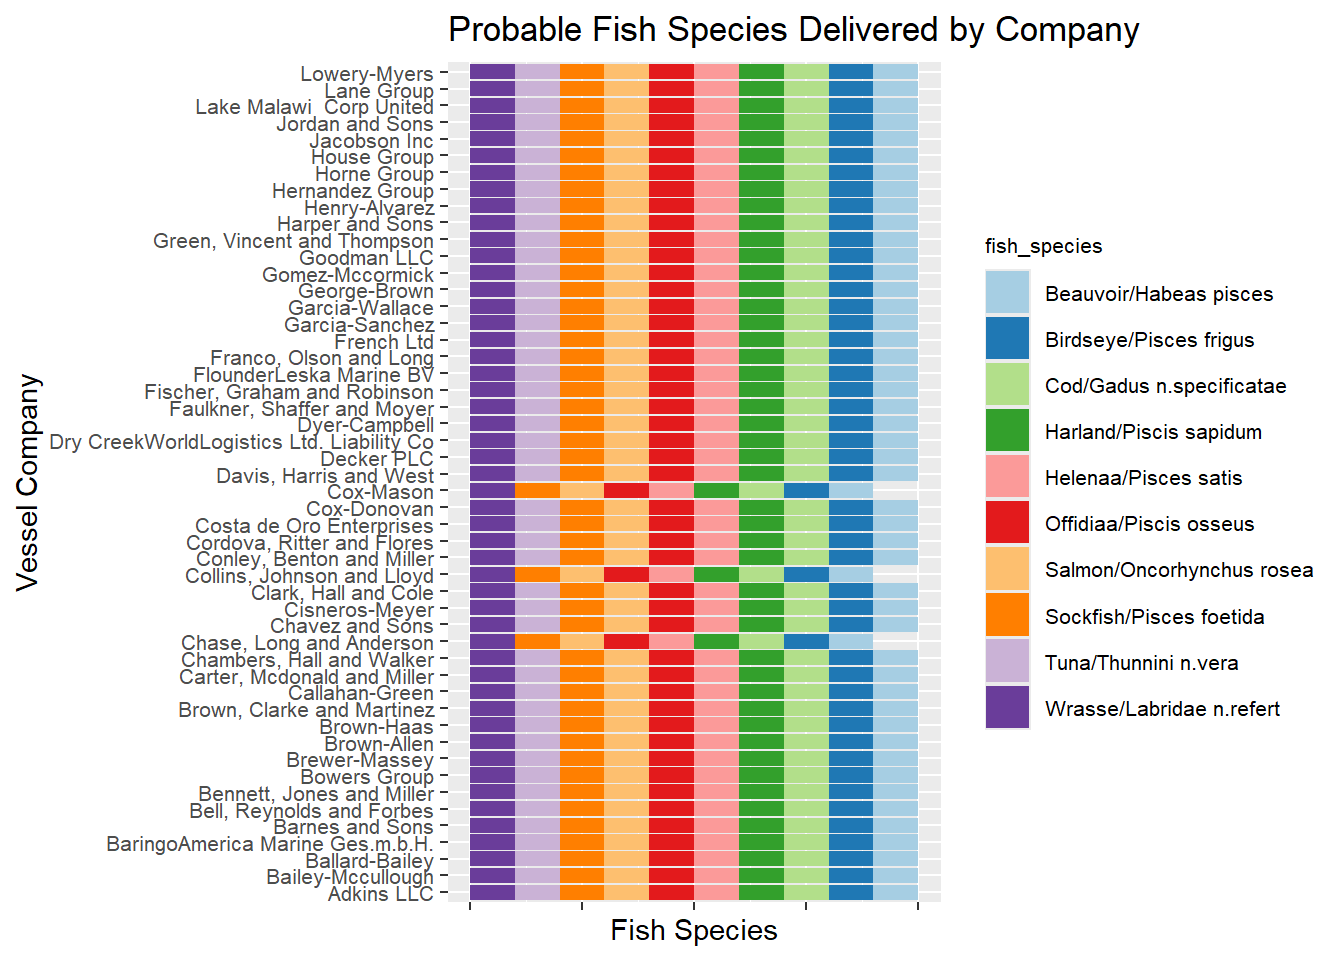 Probable Fish Species Delivered by Company
Vessel Company
Lowery-Myers
Lane Group
Lake Malawi  Corp United
Jordan and Sons
Jacobson Inc
House Group
Horne Group
Hernandez Group
Henry-Alvarez
Harper and Sons
Green, Vincent and Thompson
Goodman LLC
Gomez-Mccormick
George-Brown
Garcia-Wallace
Garcia-Sanchez
French Ltd
Franco, Olson and Long
FlounderLeska Marine BV
Fischer, Graham and Robinson
Faulkner, Shaffer and Moyer
Dyer-Campbell
Dry CreekWorldLogistics Ltd. Liability Co
Decker PLC
Davis, Harris and West
Cox-Mason
Cox-Donovan
Costa de Oro Enterprises
Cordova, Ritter and Flores
Conley, Benton and Miller
Collins, Johnson and Lloyd
Clark, Hall and Cole
Cisneros-Meyer
Chavez and Sons
Chase, Long and Anderson
Chambers, Hall and Walker
Carter, Mcdonald and Miller
Callahan-Green
Brown, Clarke and Martinez
Brown-Haas
Brown-Allen
Brewer-Massey
Bowers Group
Bennett, Jones and Miller
Bell, Reynolds and Forbes
Barnes and Sons
BaringoAmerica Marine Ges.m.b.H.
Ballard-Bailey
Bailey-Mccullough
Adkins LLC
Fish Species
fish_species
Beauvoir/Habeas pisces
Birdseye/Pisces frigus
Cod/Gadus n.specificatae
Harland/Piscis sapidum
Helenaa/Pisces satis
Offidiaa/Piscis osseus
Salmon/Oncorhynchus rosea
Sockfish/Pisces foetida
Tuna/Thunnini n.vera
Wrasse/Labridae n.refert